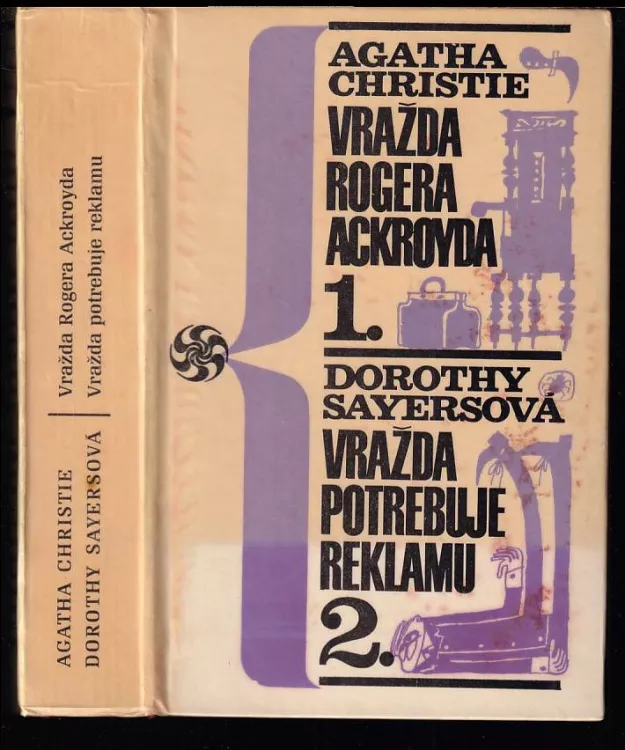 AGATHA CHRISTIE
DOROTHY SAYERSOVÁ
Vražda Rogera Ackroyda
Vražda potrebuje reklamu
AGATHA
CHRISTIE
VRAŽDA
ROGERA
ACKROYDA
1.
DOROTHY
SAYERSOVÁ
VRAŽDA
POTREBUJE
REKLAMU
2.